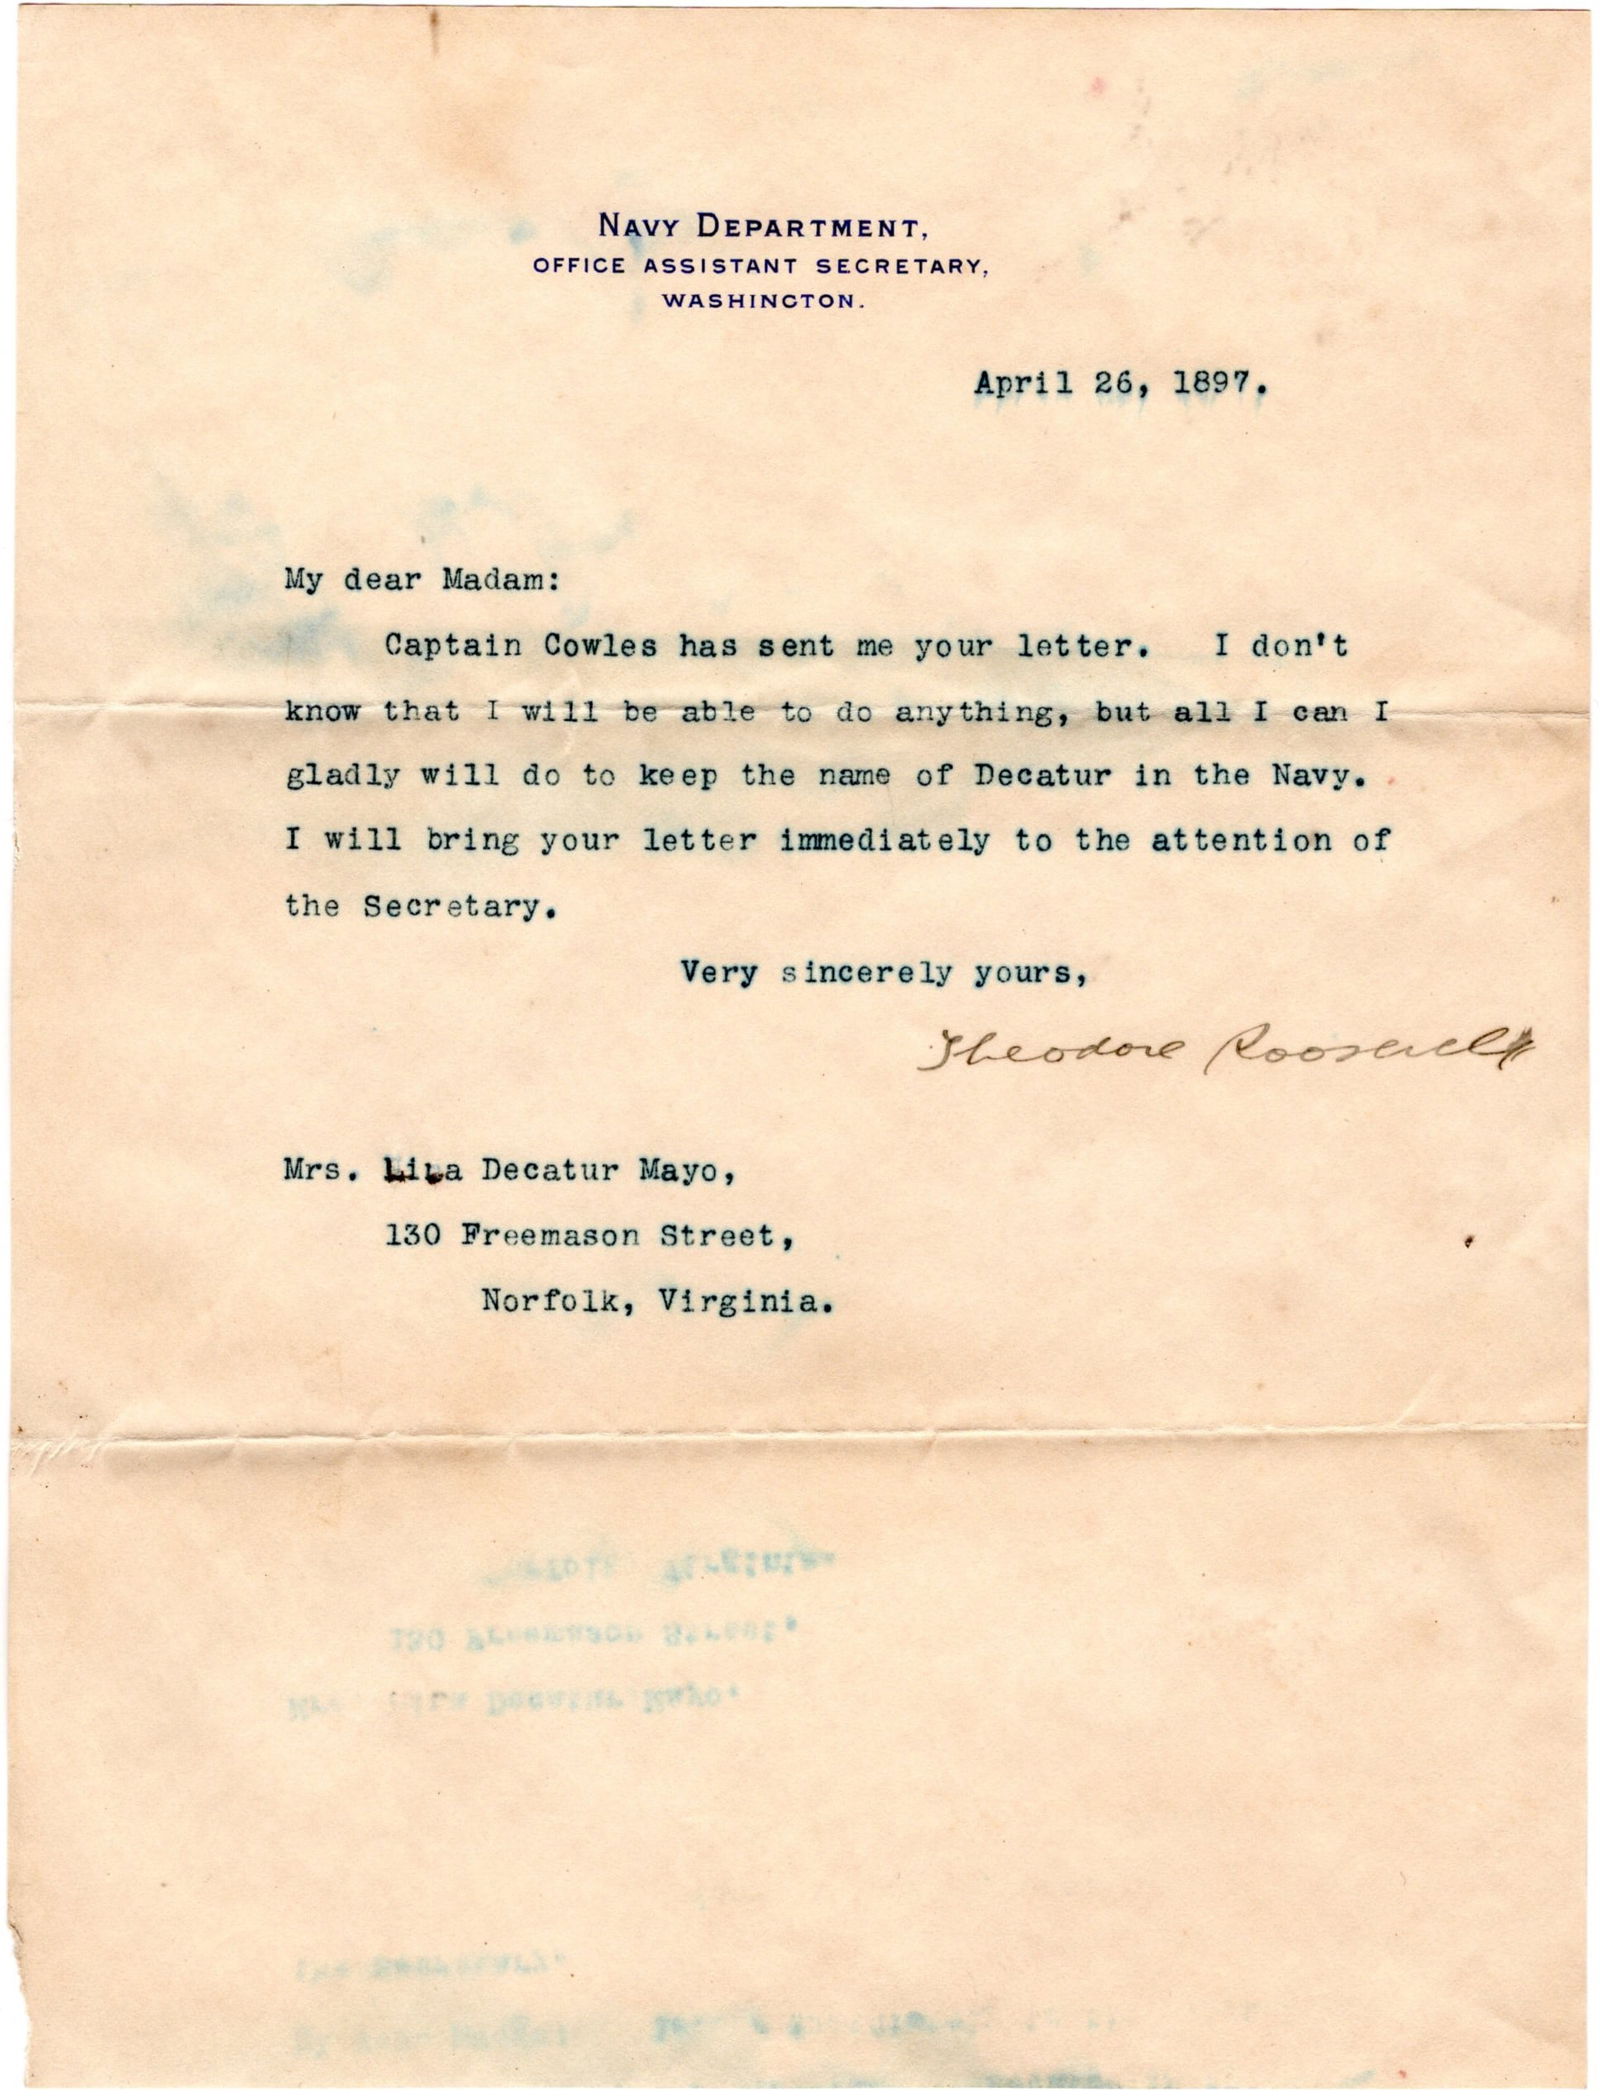 NAVY DEPARTMENT,
OFFICE ASSISTANT SECRETARY,
WASHINGTON.
April 26, 1897.
My dear Madam:
Captain Cowles has sent me your letter. I don't
know that I will be able to do anything, but all I can I
gladly will do to keep the name of Decatur in the Navy.
I will bring your letter immediately to the attention of
the Secretary.
Very sincerely yours,
Theodore Roosevelt
Mrs. Decatur Mayo,
130 Freemason Street,
Norfolk, Virginia.